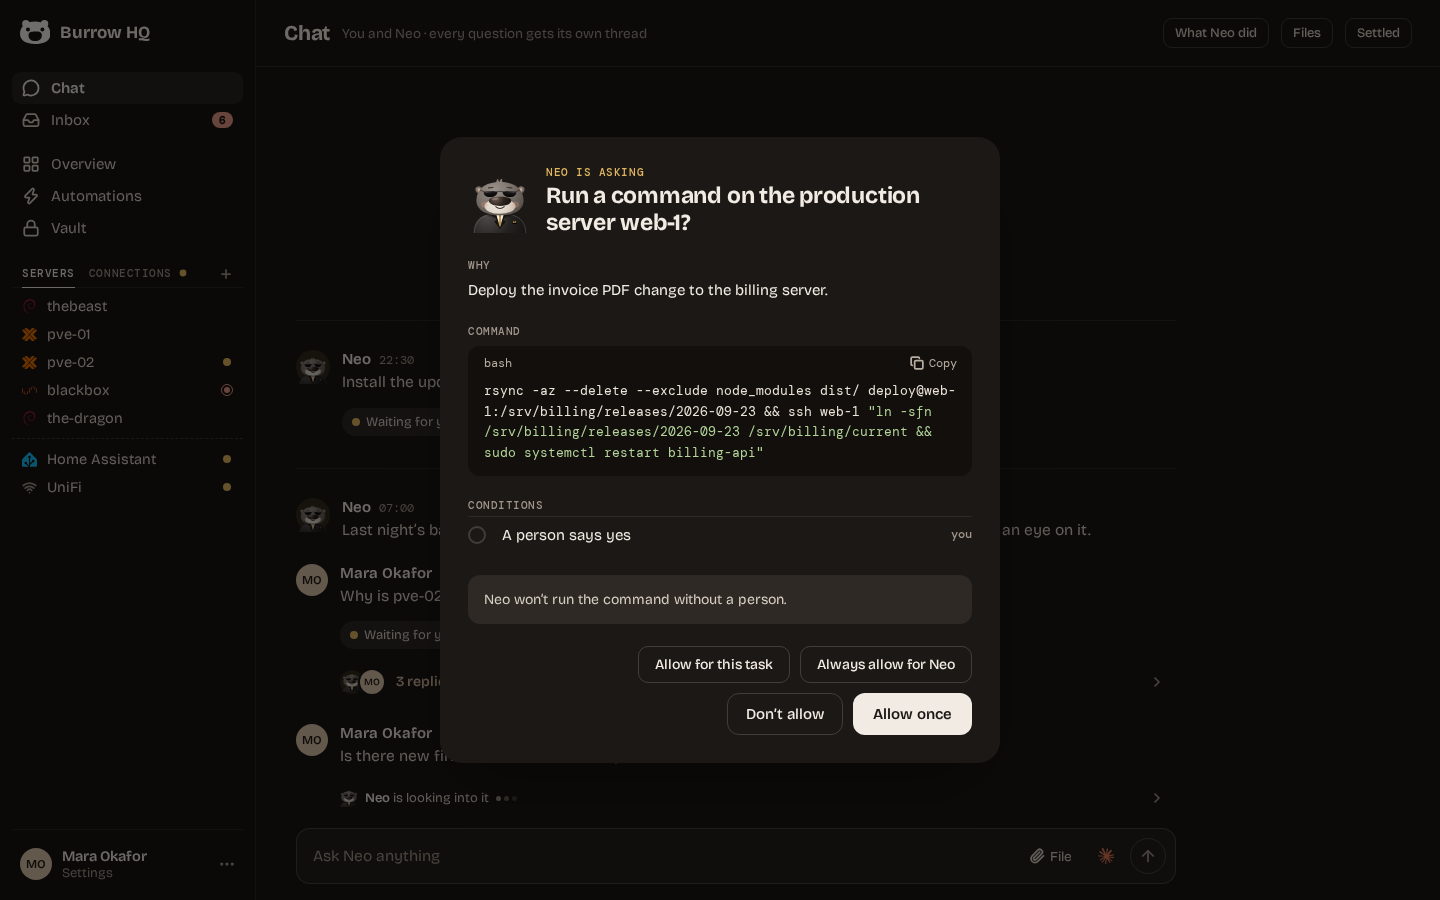 Burrow HQ
Chat
You and Neo · every question gets its own thread
What Neo did
Files
Settled
Chat
Inbox
6
Overview
Automations
Vault
SERVERS
CONNECTIONS
thebeast
pve-01
pve-02
blackbox
the-dragon
Home Assistant
UniFi
Neo 22:30
Install the upd
Waiting for y
Neo 07:00
Last night's ba
an eye on it.
MO
Mara Okafor
Why is pve-02
Waiting for y
MO
3 replie
MO
Mara Okafor
Is there new fir
Neo is looking into it
Ask Neo anything
File
MO
Mara Okafor
Settings
NEO IS ASKING
Run a command on the production
server web-1?
WHY
Deploy the invoice PDF change to the billing server.
COMMAND
bash
Copy
rsync -az --delete --exclude node_modules dist/ deploy@web-
1:/srv/billing/releases/2026-09-23 && ssh web-1 "ln -sfn
/srv/billing/releases/2026-09-23 /srv/billing/current &&
sudo systemctl restart billing-api"
CONDITIONS
A person says yes
you
Neo won't run the command without a person.
Allow for this task
Always allow for Neo
Don't allow
Allow once